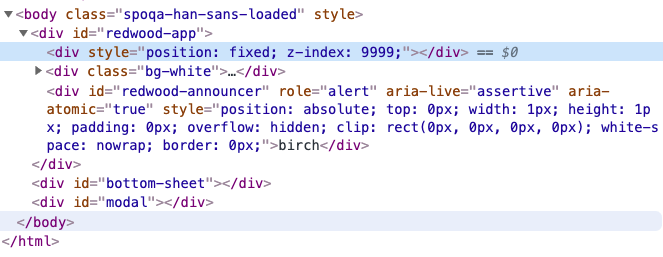 ▼<body class="spoqa-han-sans-loaded" style>
▼<div id="redwood-app">
<div style="position: fixed; z-index: 9999;"></div> == $0
▶<div class="bg-white">…</div>
<div id="redwood-announcer" role="alert" aria-live="assertive" aria-
atomic="true" style="position: absolute; top: 0px; width: 1px; height: 1p
x; padding: 0px; overflow: hidden; clip: rect(0px, 0px, 0px, 0px); white-s
pace: nowrap; border: 0px;">birch</div>
</div>
<div id="bottom-sheet"></div>
<div id="modal"></div>
</body>
</html>